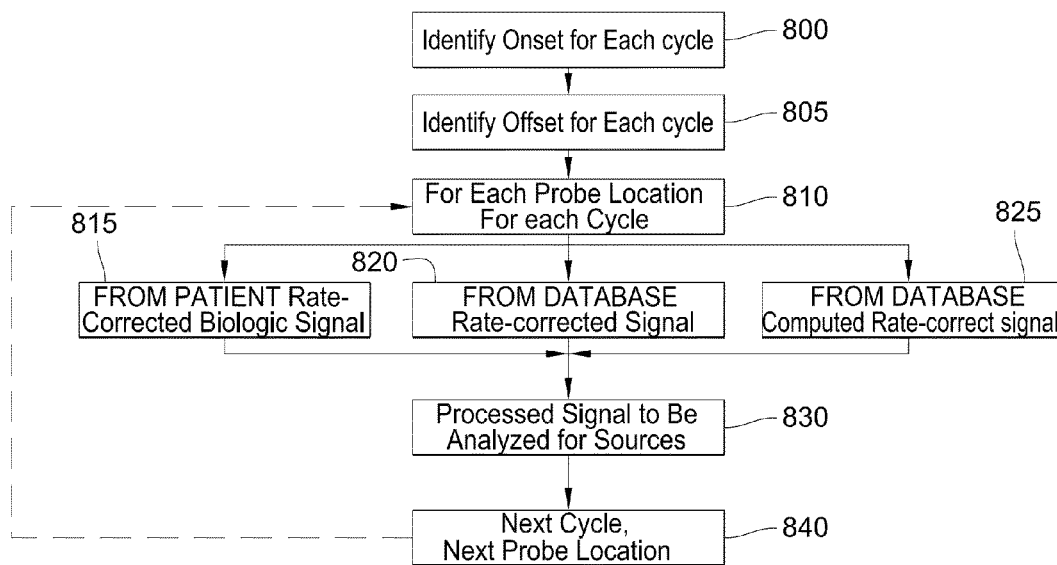 Identify Onset for Each cycle
800
Identify Offset for Each cycle
805
For Each Probe Location
For each Cycle
810
815
820
825
FROM PATIENT Rate-
Corrected Biologic Signal
FROM DATABASE
Rate-corrected Signal
FROM DATABASE
Computed Rate-correct signal
Processed Signal to Be
Analyzed for Sources
830
Next Cycle,
Next Probe Location
840